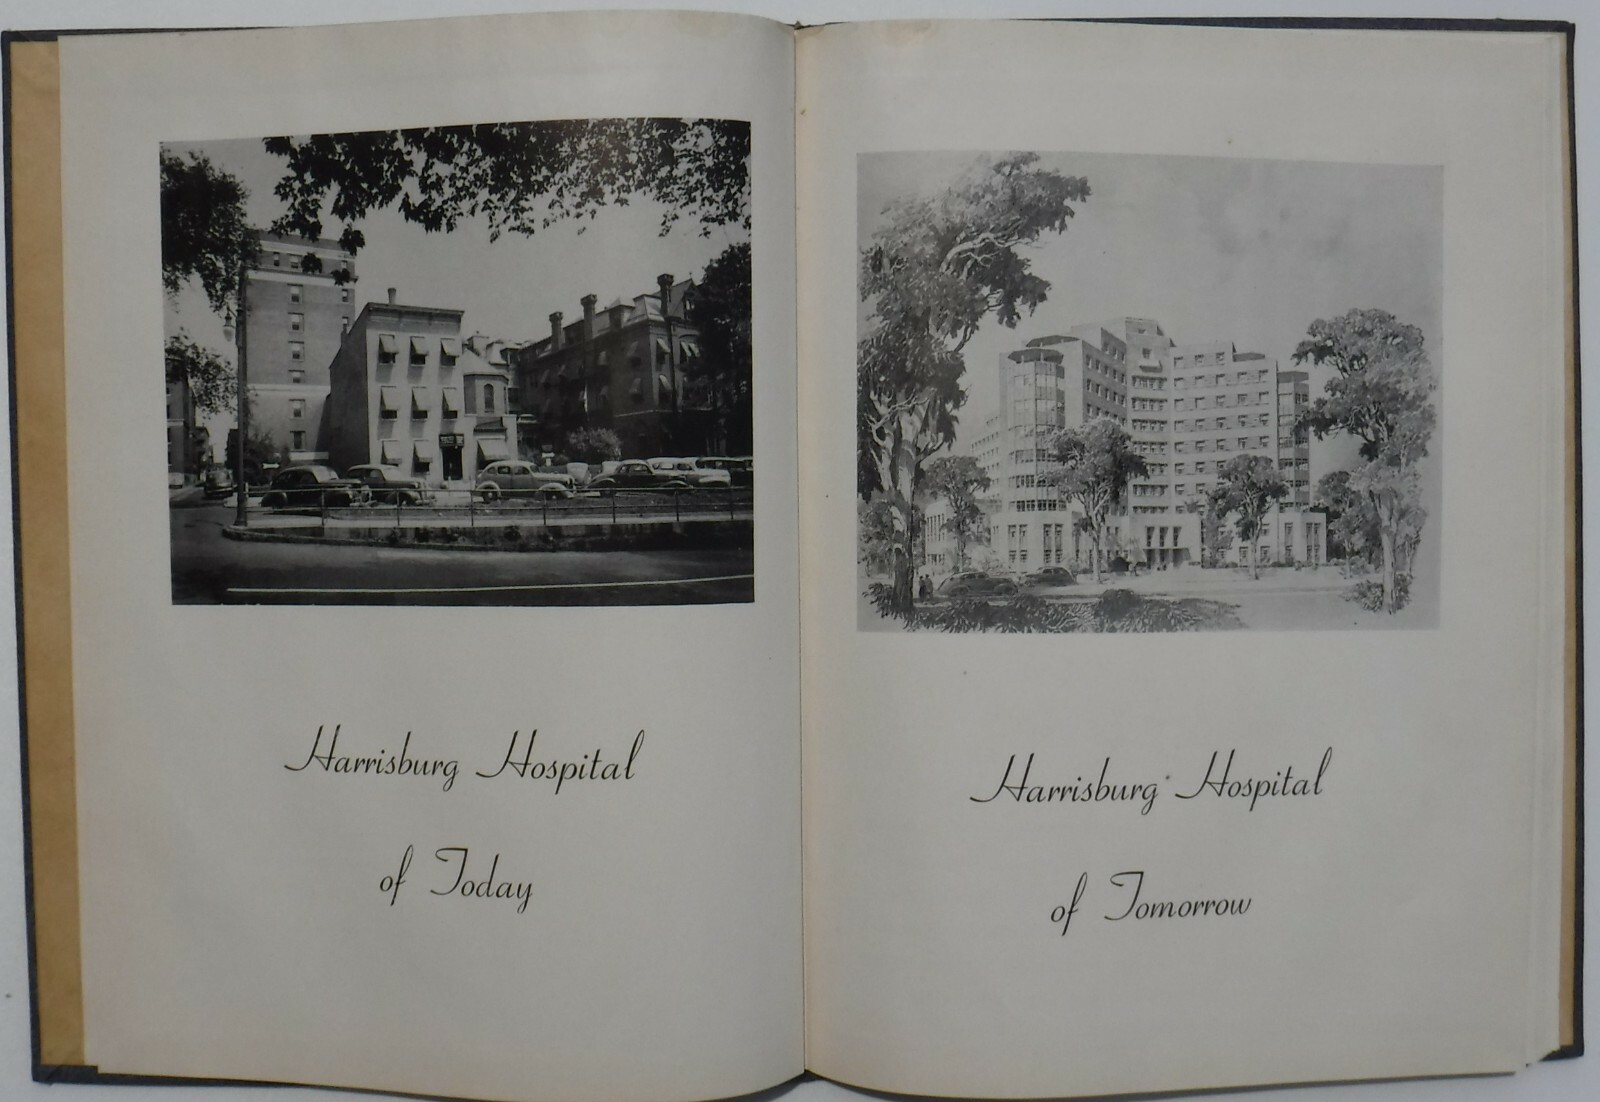 Harrisburg Hospital
of Today
Harrisburg Hospital
of Tomorrow